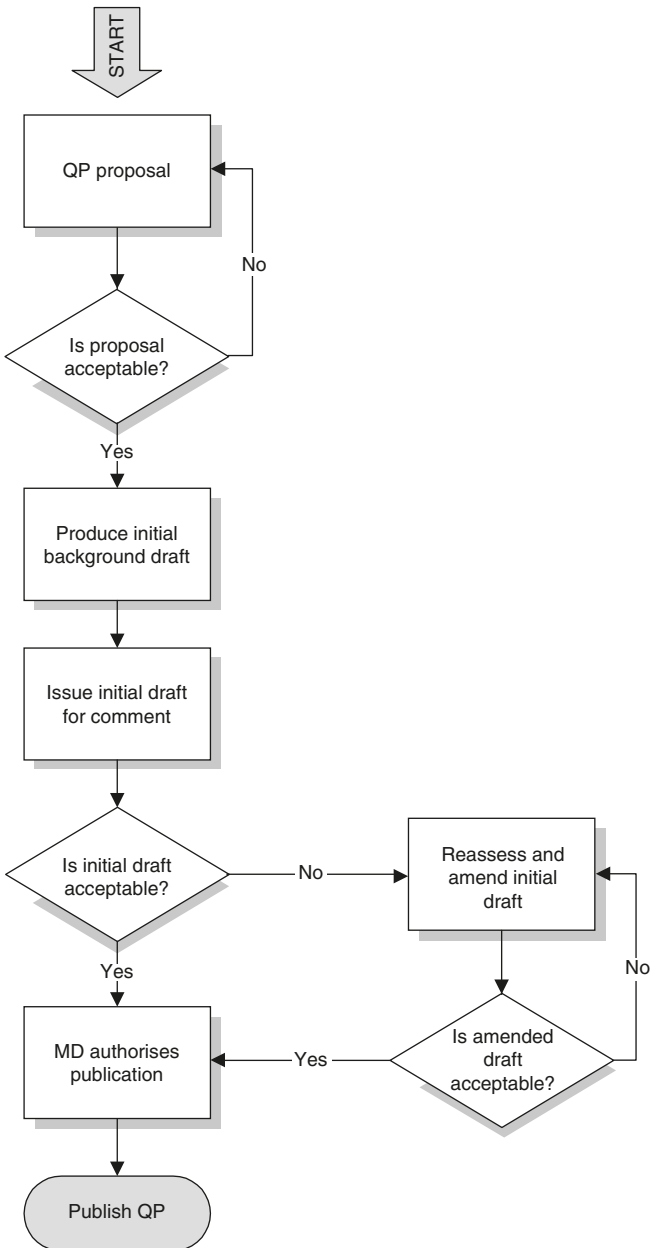 START
QP proposal
No
Is proposal
acceptable?
Yes
Produce initial
background draft
Issue initial draft
for comment
Is initial draft
acceptable?
No
Reassess and
amend initial
draft
No
Yes
MD authorises
publication
Yes
Is amended
draft
acceptable?
Publish QP